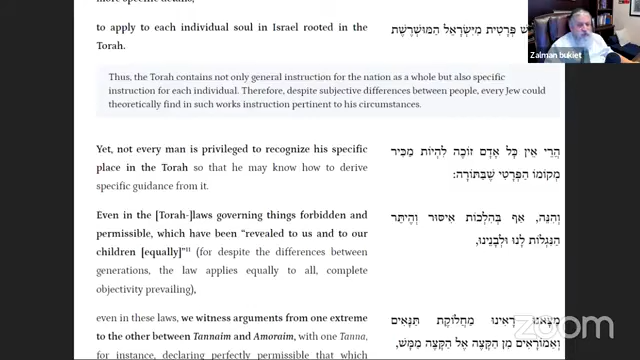 more specific details,
to apply to each individual soul in Israel rooted in the
Torah.
Thus, the Torah contains not only general instruction for the nation as a whole but also specific
instruction for each individual. Therefore, despite subjective differences between people, every Jew could
theoretically find in such works instruction pertinent to his circumstances.
Yet, not every man is privileged to recognize his specific
place in the Torah so that he may know how to derive
specific guidance from it.
Even in the [Torah-]laws governing things forbidden and
permissible, which have been “revealed to us and to our
children [equally]”¹¹ (for despite the differences between
generations, the law applies equally to all, complete
objectivity prevailing),
even in these laws, we witness arguments from one extreme
to the other between Tannaim and Amoraim, with one Tanna,
for instance, declaring perfectly permissible that which
פְּרָטִית מִיִּשְׂרָאֵל הַמּוּשְׁרֶשֶׁת
הֲרֵי אֵין כָּל אָדָם זוֹכֶה לִהְיוֹת מַכִּיר
מְקוֹמוֹ הַפְּרָטִי שֶׁבַּתּוֹרָה:
וְהִנֵּה, אַף בְּהִלְכוֹת אִיסּוּר וְהֶיתֵּר
הַנִּגְלוֹת לָנוּ וּלְבָנֵינוּ,
מָצָאנוּ רָאִינוּ מַחֲלוֹקֶת תַּנָּאִים
וְאָמוֹרָאִים מִן הַקָּצֶה אֶל הַקָּצֶה מַמָּשׁ,
Zalman bukiet
zoom